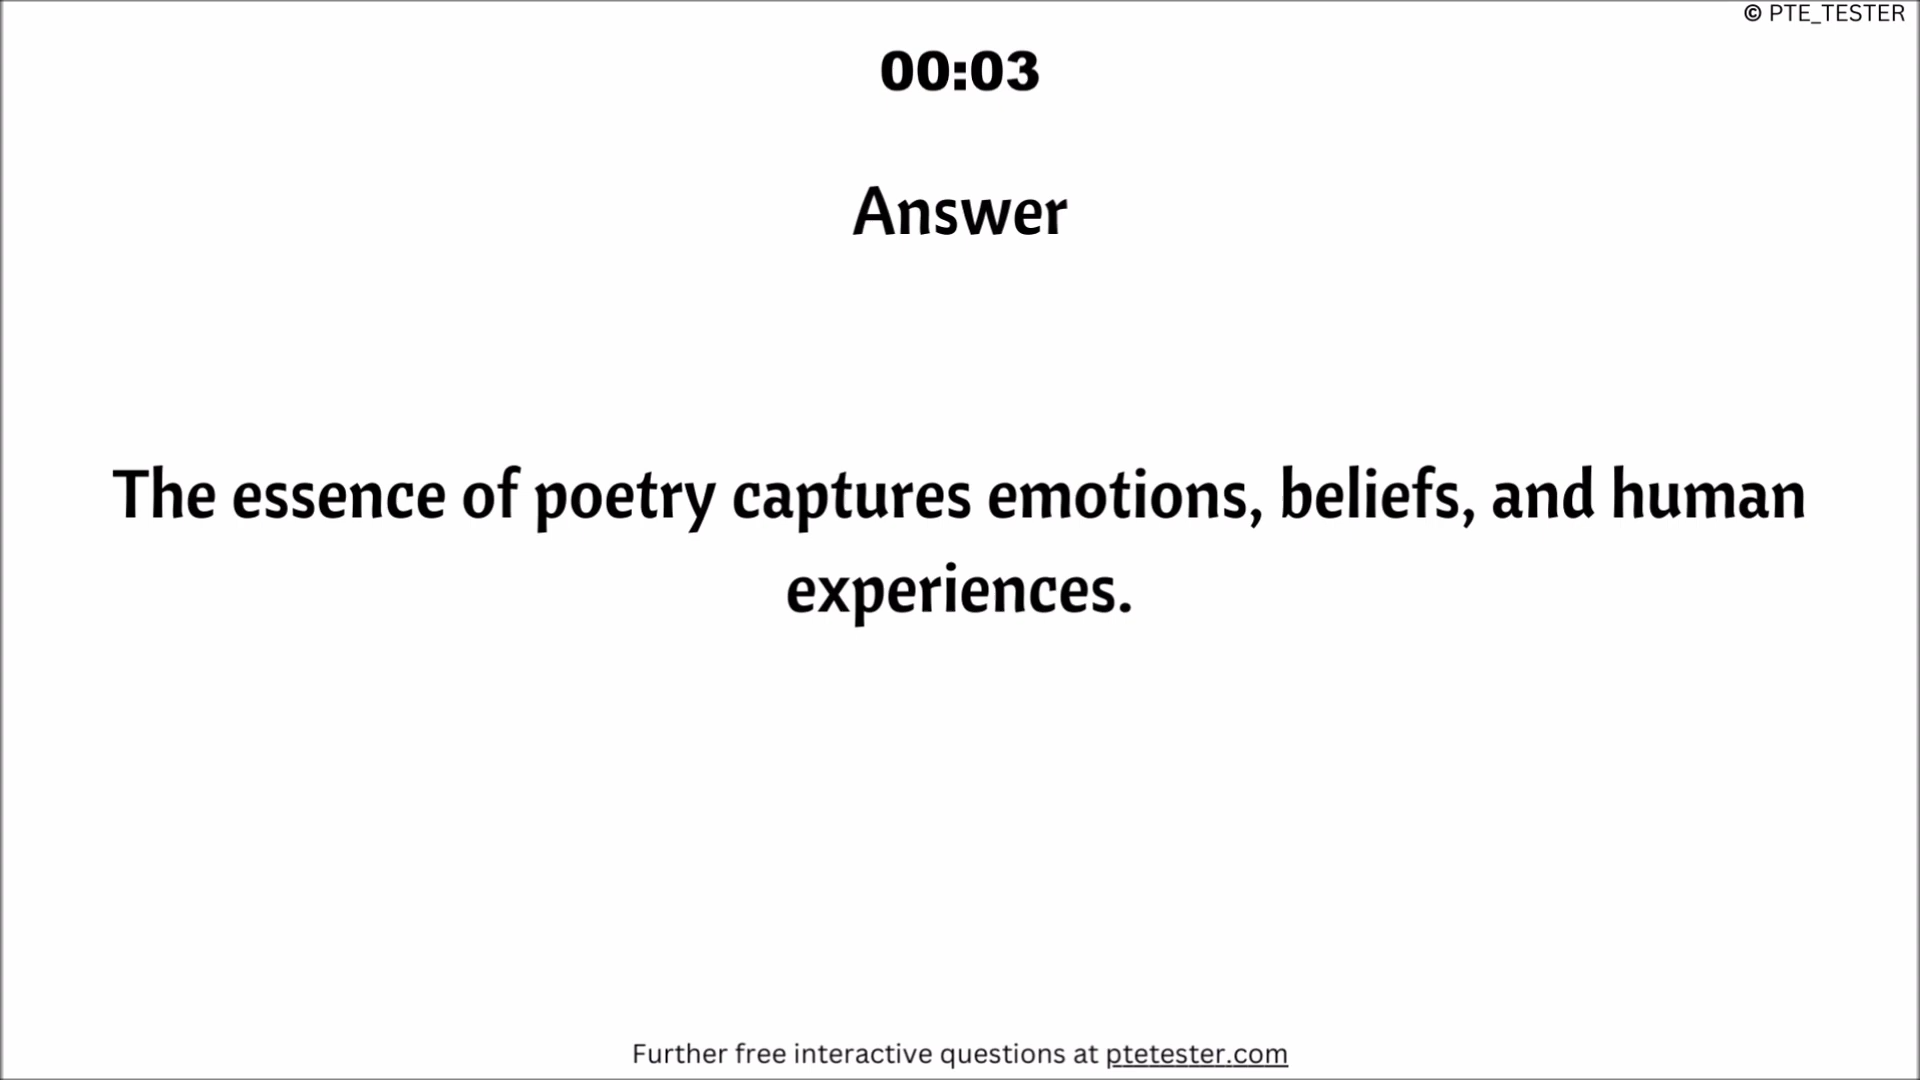 © PTE_TESTER
00:03
Answer
The essence of poetry captures emotions, beliefs, and human
experiences.
Further free interactive questions at ptetester.com